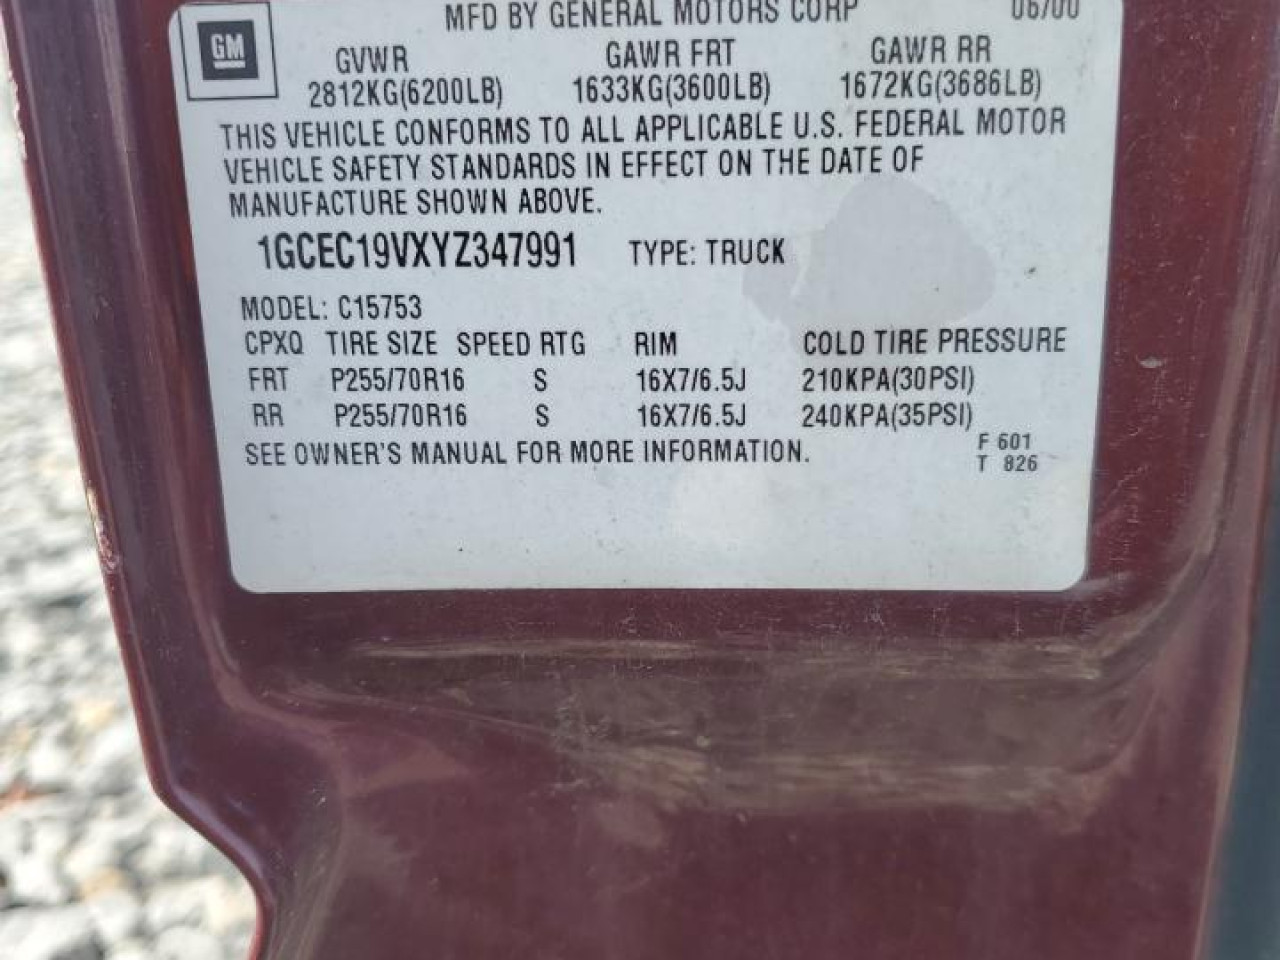 MFD BY GENERAL MOTORS CORP 06/00
GM
GVWR GAWR FRT GAWR RR
2812KG(6200LB) 1633KG(3600LB) 1672KG(3686LB)
THIS VEHICLE CONFORMS TO ALL APPLICABLE U.S. FEDERAL MOTOR
VEHICLE SAFETY STANDARDS IN EFFECT ON THE DATE OF
MANUFACTURE SHOWN ABOVE.
1GCEC19VXYZ347991 TYPE: TRUCK
MODEL: C15753
CPXQ TIRE SIZE SPEED RTG RIM COLD TIRE PRESSURE
FRT P255/70R16 S 16X7/6.5J 210KPA(30PSI)
RR P255/70R16 S 16X7/6.5J 240KPA(35PSI)
SEE OWNER'S MANUAL FOR MORE INFORMATION.
F 601
T 826